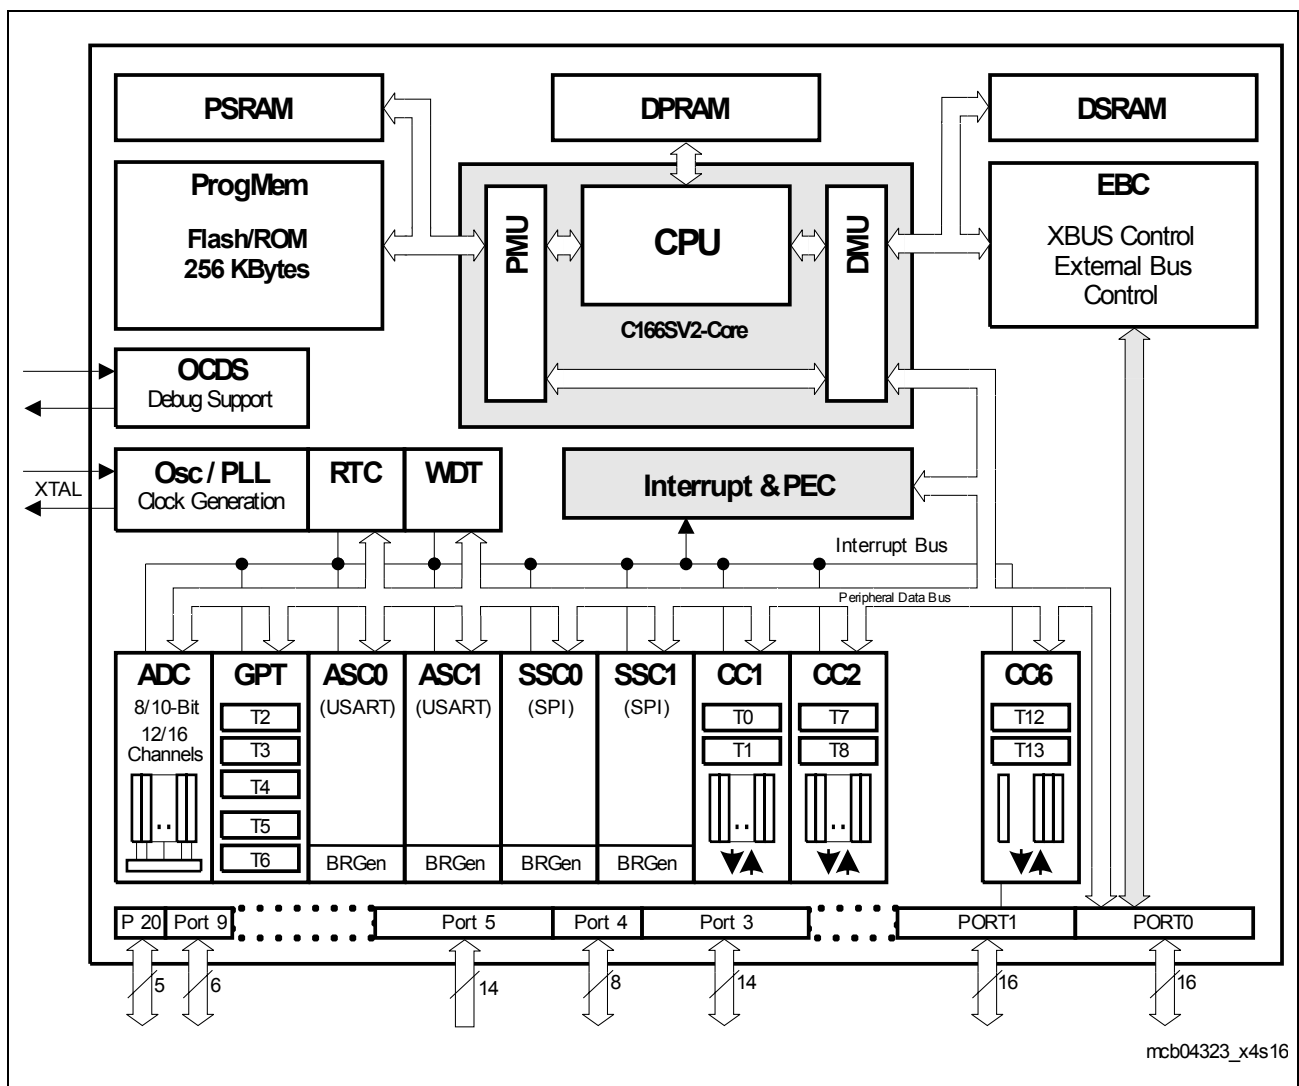 PSRAM
DPRAM
DSRAM
ProgMem
Flash/ROM
256 KBytes
PMU
CPU
DMU
C166SV2-Core
EBC
XBUS Control
External Bus
Control
OCDS
Debug Support
Osc / PLL
Clock Generation
RTC
WDT
Interrupt & PEC
XTAL
Interrupt Bus
Peripheral Data Bus
ADC
8/10-Bit
12/16
Channels
GPT
T2
T3
T4
T5
T6
ASC0
(USART)
BRGen
ASC1
(USART)
BRGen
SSC0
(SPI)
BRGen
SSC1
(SPI)
BRGen
CC1
T0
T1
CC2
T7
T8
CC6
T12
T13
P 20
Port 9
Port 5
Port 4
Port 3
PORT1
PORT0
5
6
14
8
14
16
16
mcb04323_x4s16